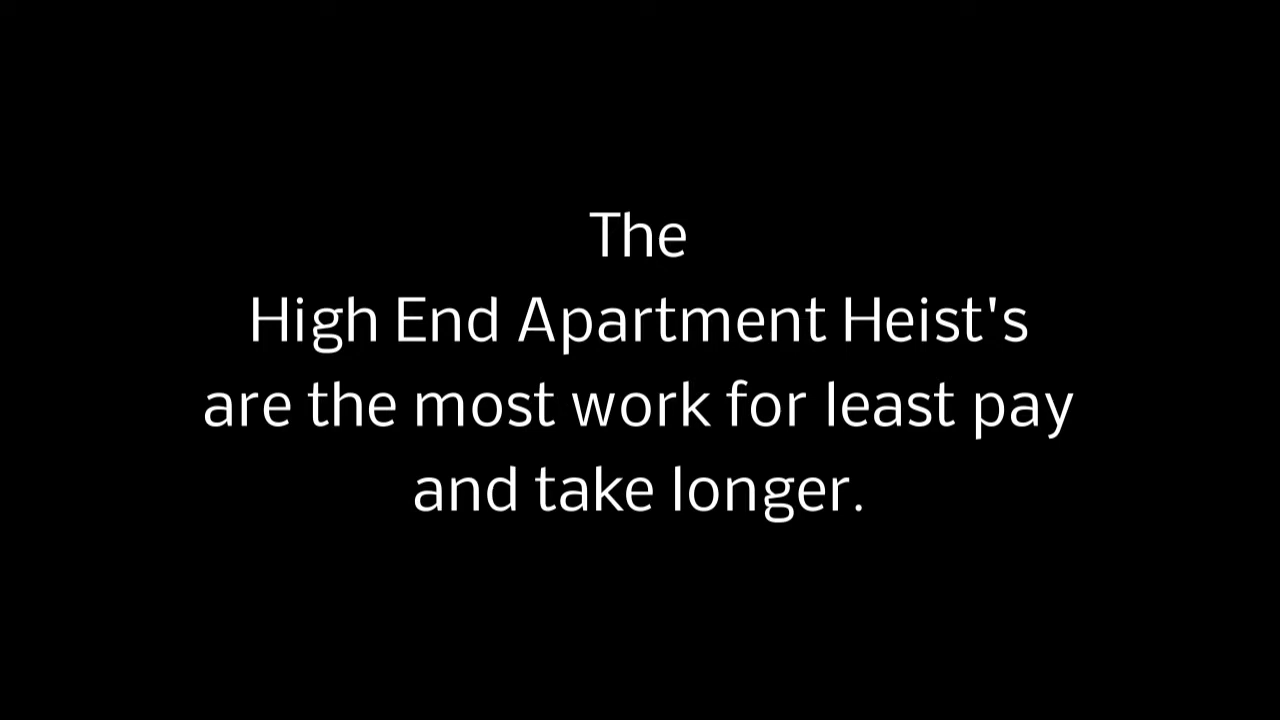 The
High End Apartment Heist's
are the most work for least pay
and take longer.